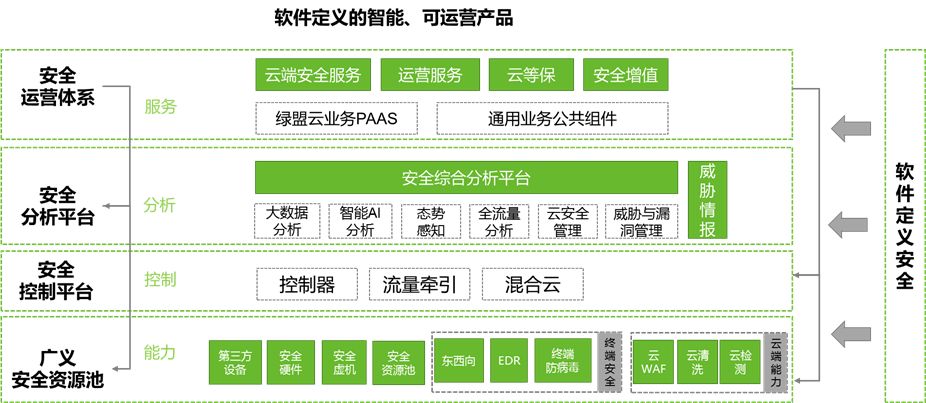 软件定义的智能、可运营产品
安全
运营体系
服务
云端安全服务
运营服务
云等保
安全增值
绿盟云业务PAAS
通用业务公共组件
安全
分析平台
分析
安全综合分析平台
威胁情报
大数据
分析
智能AI
分析
态势
感知
全流量
分析
云安全
管理
威胁与漏
洞管理
安全
控制平台
控制
控制器
流量牵引
混合云
广义
安全资源池
能力
第三方
设备
安全
硬件
安全
虚机
安全
资源池
东西向
EDR
终端
防病毒
终端安全
云
WAF
云清
洗
云检
测
云端能力
软件定义安全